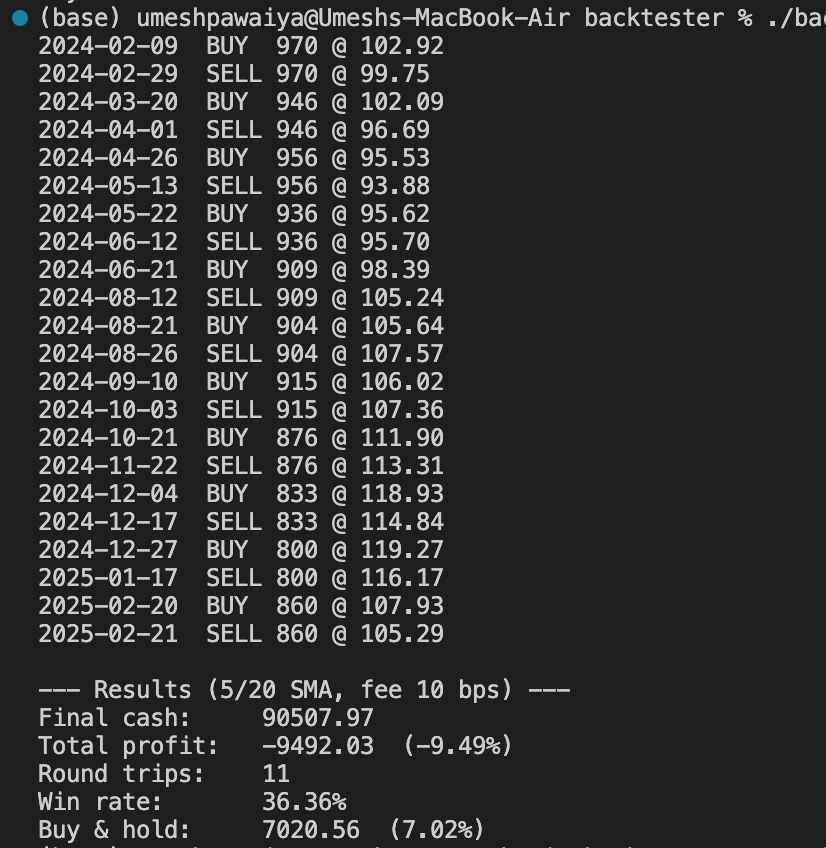 (base) umeshpawaiya@Umeshs-MacBook-Air backtester % ./bac
2024-02-09  BUY  970 @ 102.92
2024-02-29  SELL 970 @ 99.75
2024-03-20  BUY  946 @ 102.09
2024-04-01  SELL 946 @ 96.69
2024-04-26  BUY  956 @ 95.53
2024-05-13  SELL 956 @ 93.88
2024-05-22  BUY  936 @ 95.62
2024-06-12  SELL 936 @ 95.70
2024-06-21  BUY  909 @ 98.39
2024-08-12  SELL 909 @ 105.24
2024-08-21  BUY  904 @ 105.64
2024-08-26  SELL 904 @ 107.57
2024-09-10  BUY  915 @ 106.02
2024-10-03  SELL 915 @ 107.36
2024-10-21  BUY  876 @ 111.90
2024-11-22  SELL 876 @ 113.31
2024-12-04  BUY  833 @ 118.93
2024-12-17  SELL 833 @ 114.84
2024-12-27  BUY  800 @ 119.27
2025-01-17  SELL 800 @ 116.17
2025-02-20  BUY  860 @ 107.93
2025-02-21  SELL 860 @ 105.29
--- Results (5/20 SMA, fee 10 bps) ---
Final cash:     90507.97
Total profit:   -9492.03  (-9.49%)
Round trips:    11
Win rate:       36.36%
Buy & hold:     7020.56  (7.02%)